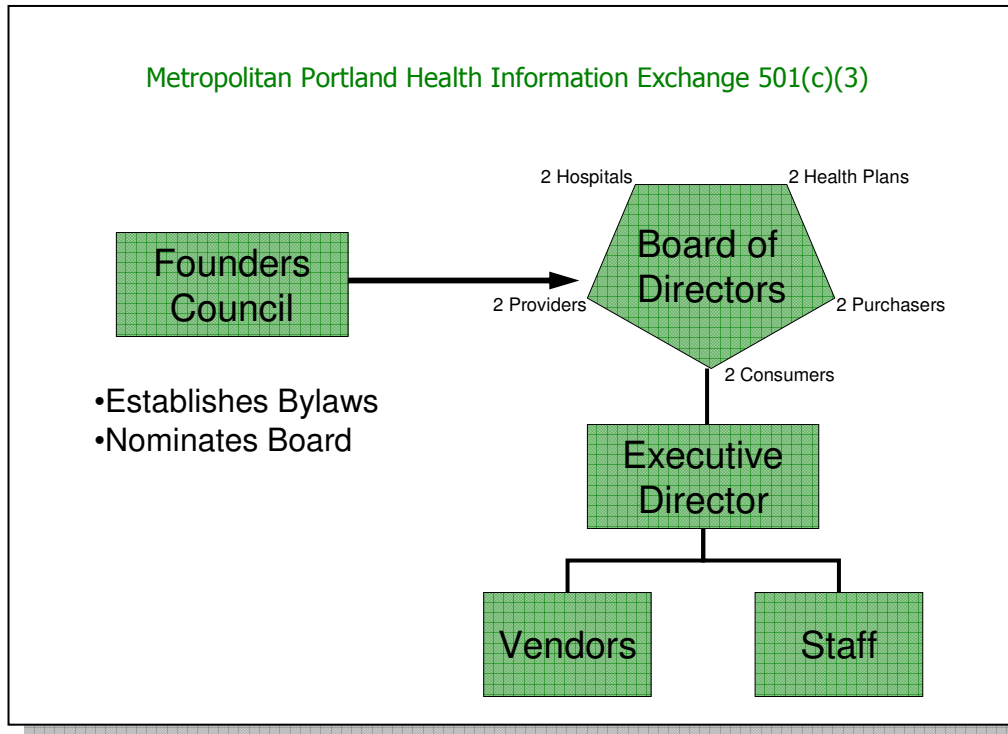 Metropolitan Portland Health Information Exchange 501(c)(3)
2 Hospitals
2 Health Plans
Founders
Council
Board of
Directors
2 Providers
2 Purchasers
2 Consumers
•Establishes Bylaws
•Nominates Board
Executive
Director
Vendors
Staff